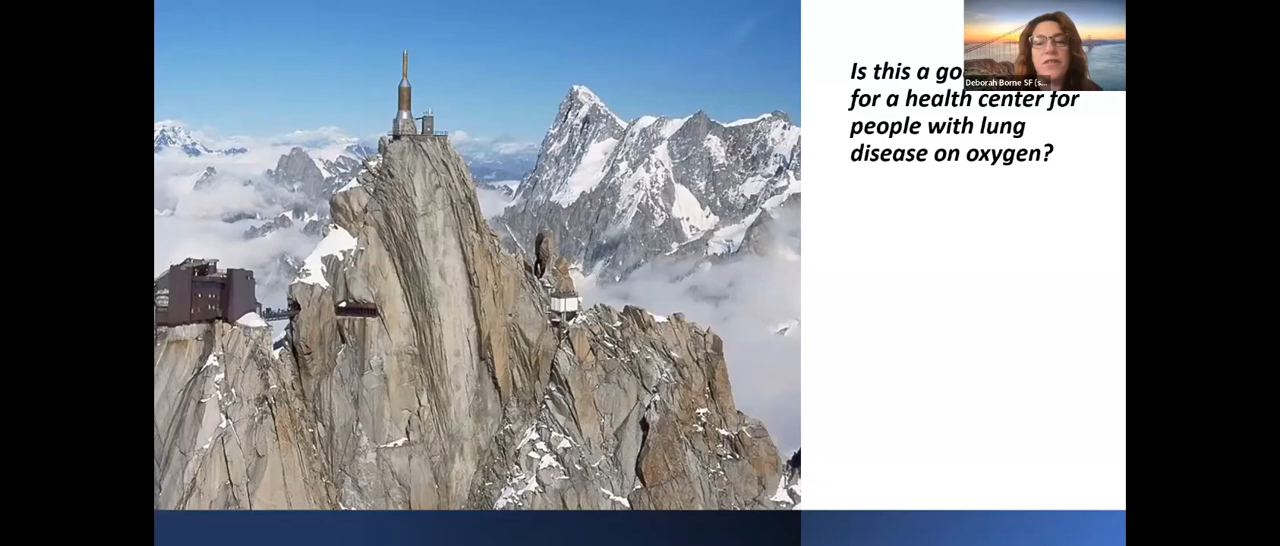 Is this a go
for a health center for
people with lung
disease on oxygen?
Deborah Borne SF (s...